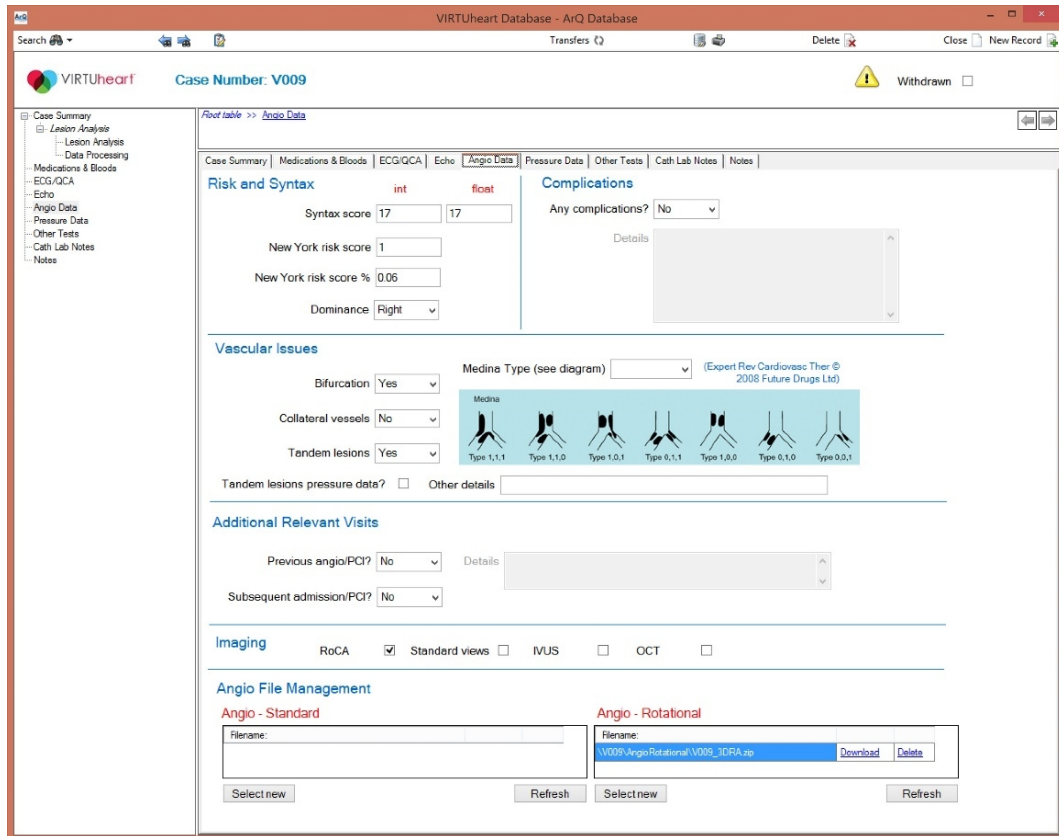 ArQ
VIRTUheart Database - ArQ Database
Search Transfers Delete Close New Record
VIRTUheart Case Number: V009 Withdrawn
Case Summary
Lesion Analysis
Lesion Analysis
Data Processing
Medications & Bloods
ECG/QCA
Echo
Angio Data
Pressure Data
Other Tests
Cath Lab Notes
Notes
Root table >> Angio Data
Case Summary Medications & Bloods ECG/QCA Echo Angio Data Pressure Data Other Tests Cath Lab Notes Notes
Risk and Syntax int float
Syntax score 17 17
New York risk score 1
New York risk score % 0.06
Dominance Right
Complications
Any complications? No
Details
Vascular Issues
Bifurcation Yes
Collateral vessels No
Tandem lesions Yes
Medina Type (see diagram)
(Expert Rev Cardiovasc Ther ©
2008 Future Drugs Ltd)
Medina
Type 1,1,1 Type 1,1,0 Type 1,0,1 Type 0,1,1 Type 1,0,0 Type 0,1,0 Type 0,0,1
Tandem lesions pressure data? Other details
Additional Relevant Visits
Previous angio/PCI? No Details
Subsequent admission/PCI? No
Imaging RoCA Standard views IVUS OCT
Angio File Management
Angio - Standard
Filename:
Select new Refresh
Angio - Rotational
Filename:
\V009\AngioRotational\V009_3DRA.zip Download Delete
Select new Refresh